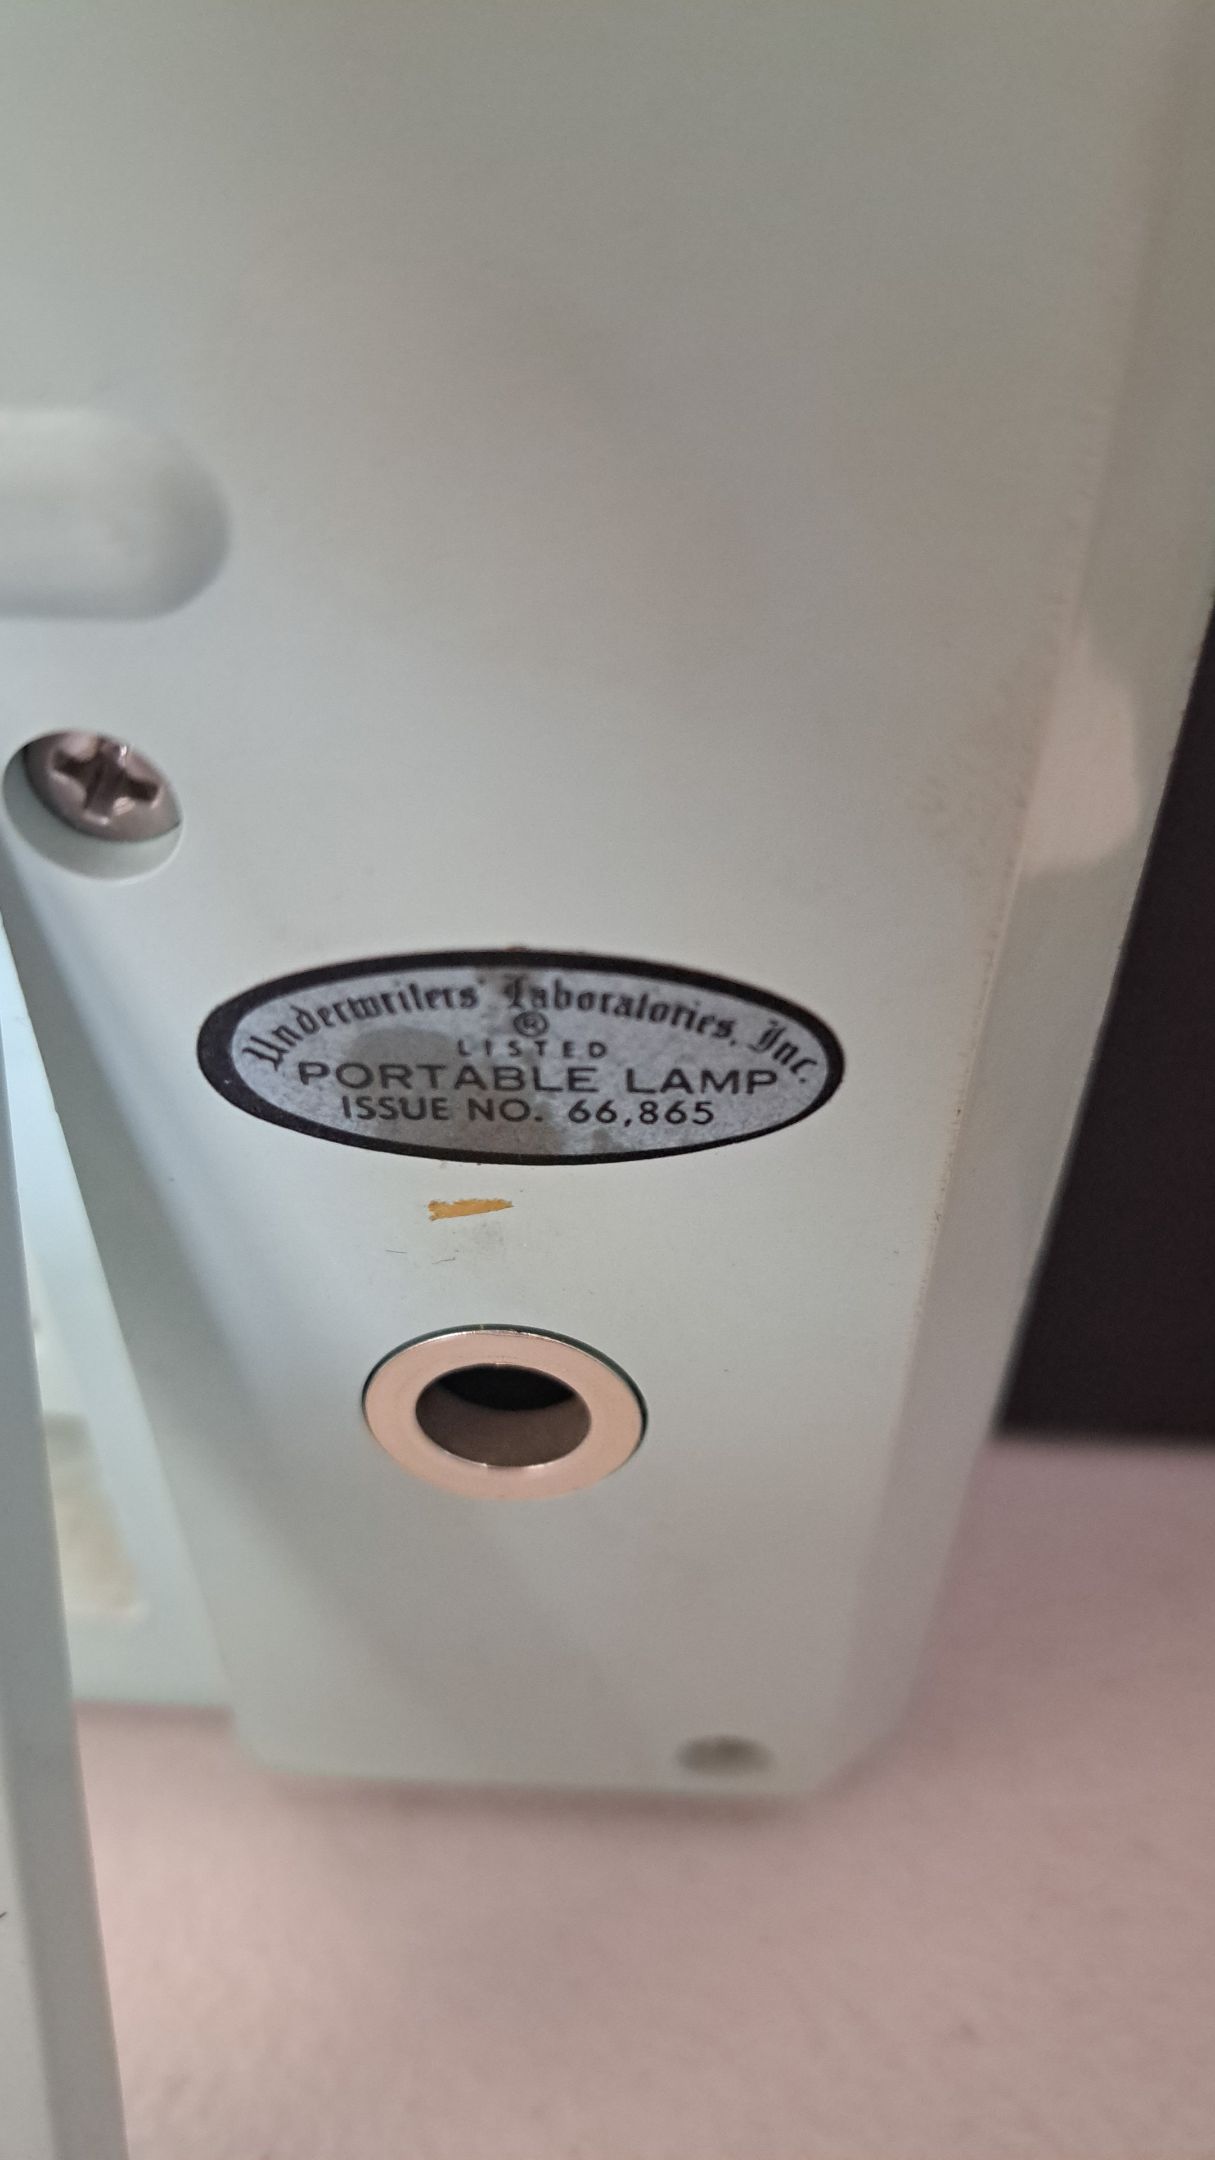 Underwriters' Laboratories, Inc.
®
LISTED
PORTABLE LAMP
ISSUE NO. 66,865